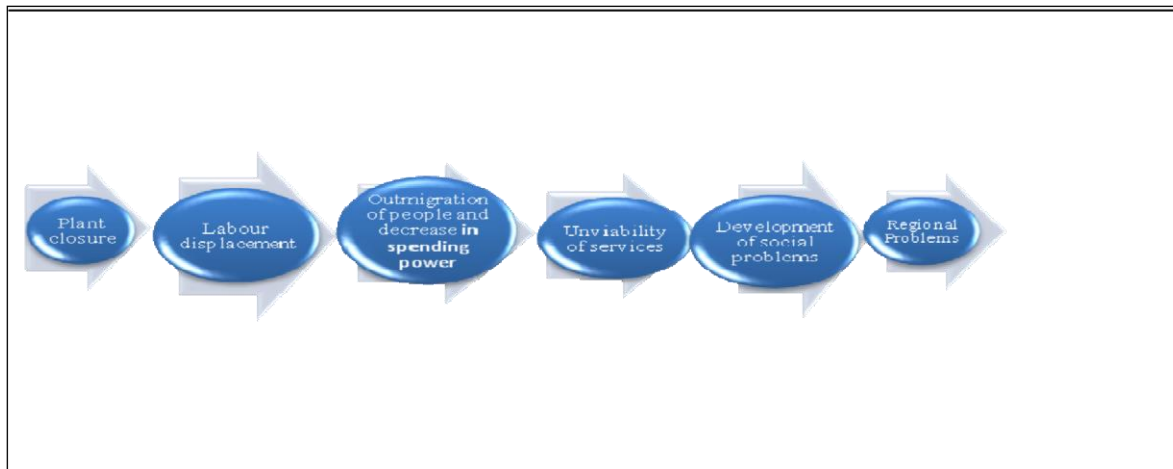 Plant
closure
Labour
displacement
Outmigration
of people and
decrease in
spending
power
Unviability
of services
Development
of social
problems
Regional
Problems